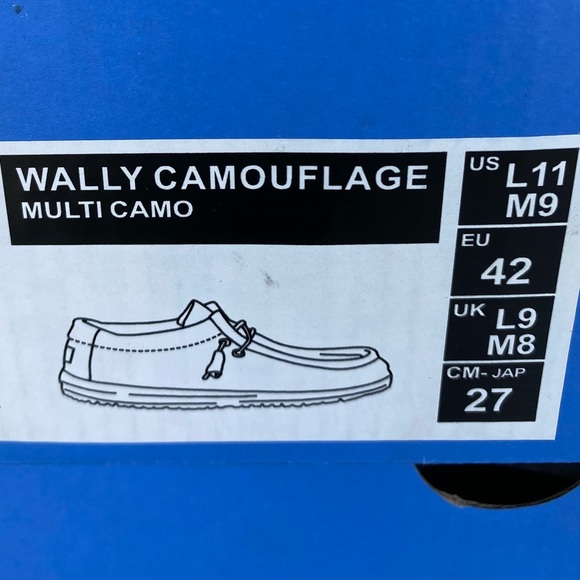 WALLY CAMOUFLAGE
MULTI CAMO
US L11
M9
EU
42
UK L9
M8
CM- JAP
27